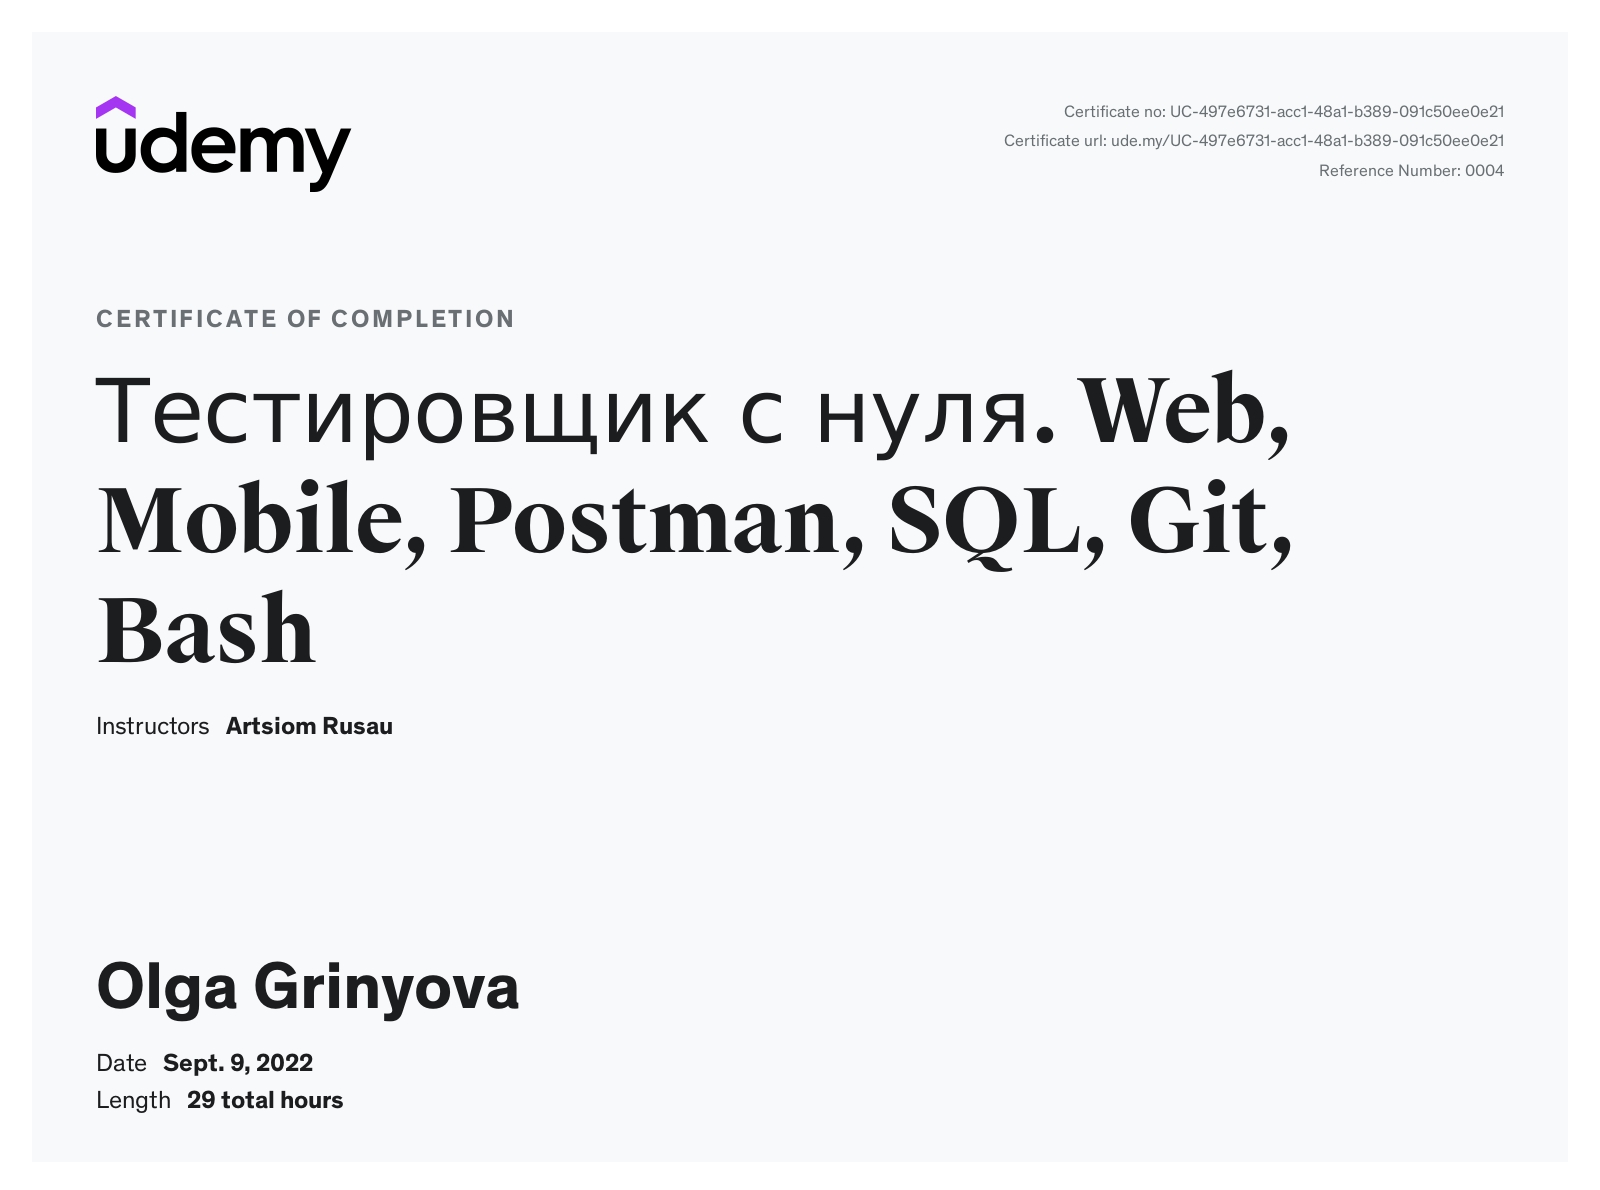 udemy
Certificate no: UC-497e6731-acc1-48a1-b389-091c50ee0e21
Certificate url: ude.my/UC-497e6731-acc1-48a1-b389-091c50ee0e21
Reference Number: 0004
CERTIFICATE OF COMPLETION
Тестировщик с нуля. Web,
Mobile, Postman, SQL, Git,
Bash
Instructors Artsiom Rusau
Olga Grinyova
Date Sept. 9, 2022
Length 29 total hours